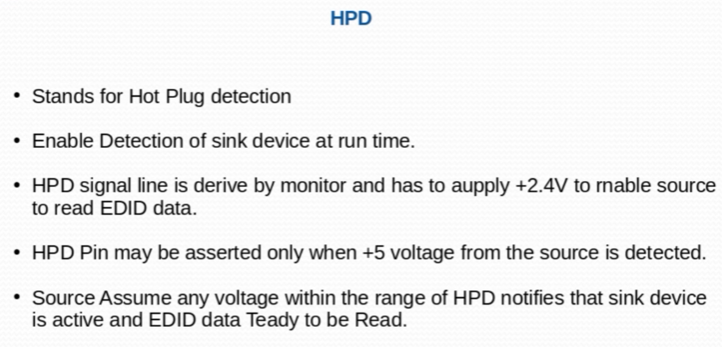 HPD
• Stands for Hot Plug detection
• Enable Detection of sink device at run time.
• HPD signal line is derive by monitor and has to aupply +2.4V to rnable source
to read EDID data.
• HPD Pin may be asserted only when +5 voltage from the source is detected.
• Source Assume any voltage within the range of HPD notifies that sink device
is active and EDID data Teady to be Read.